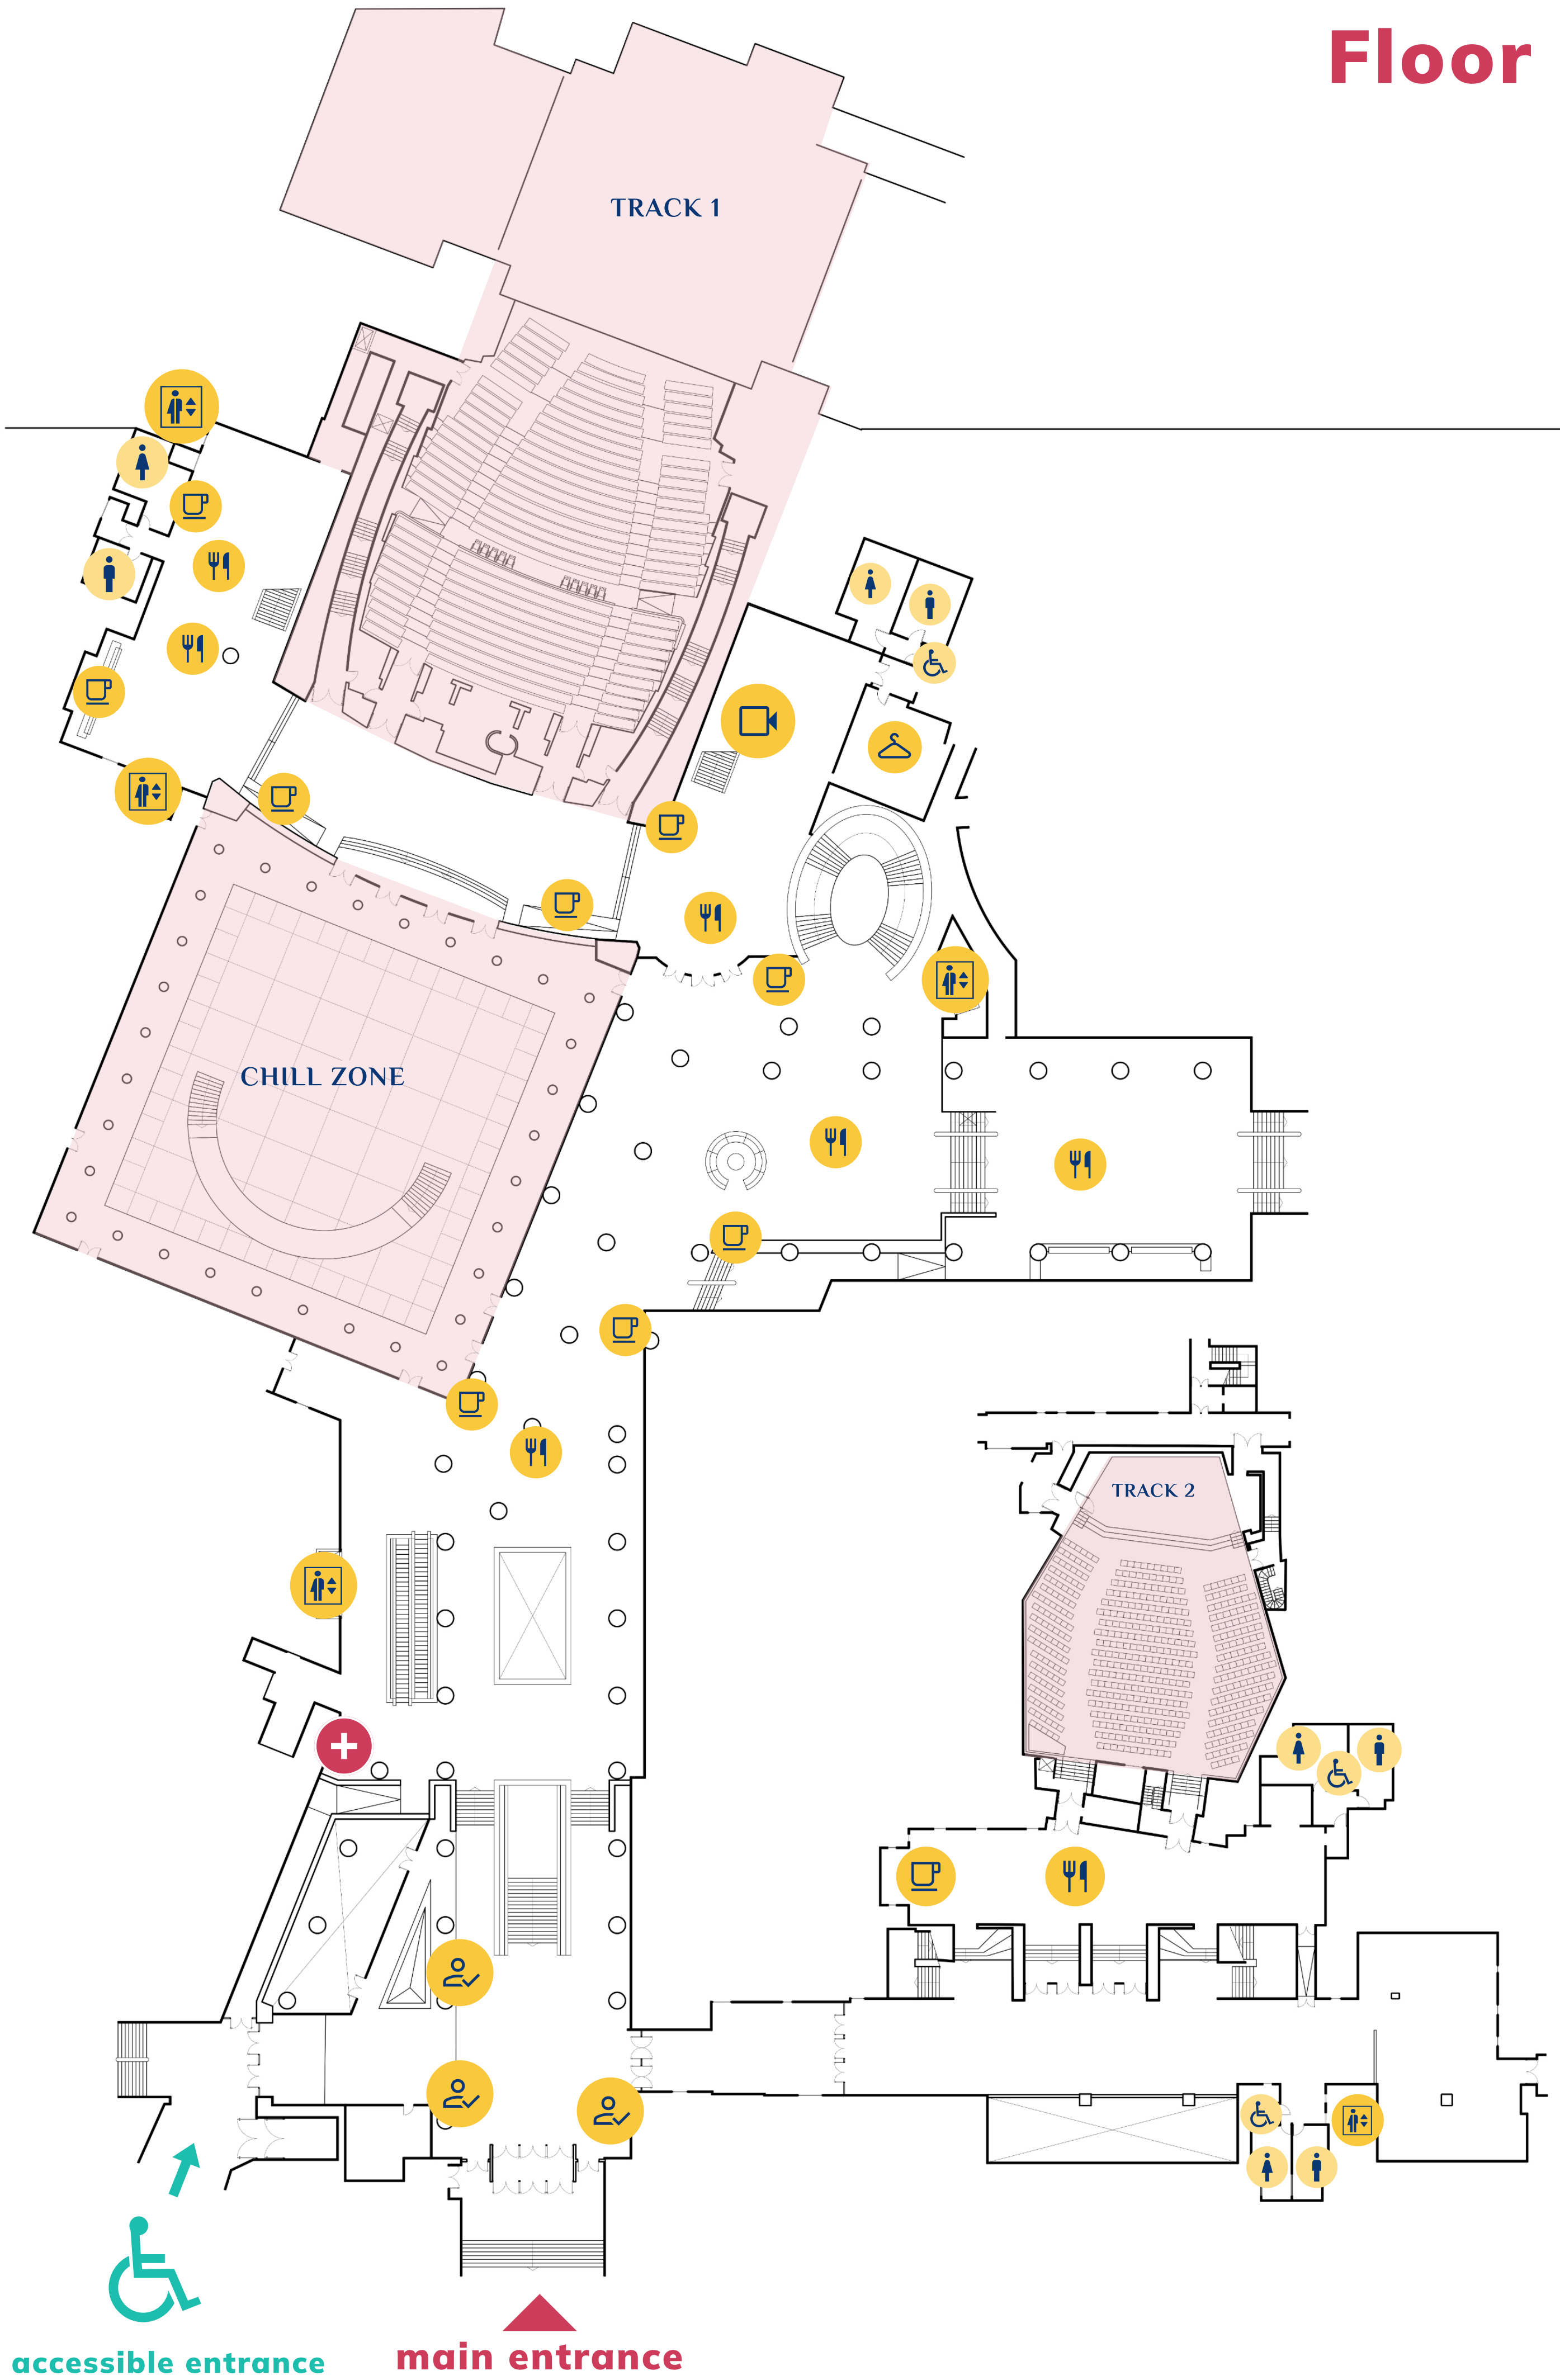 Floor
TRACK 1
CHILL ZONE
TRACK 2
accessible entrance
main entrance